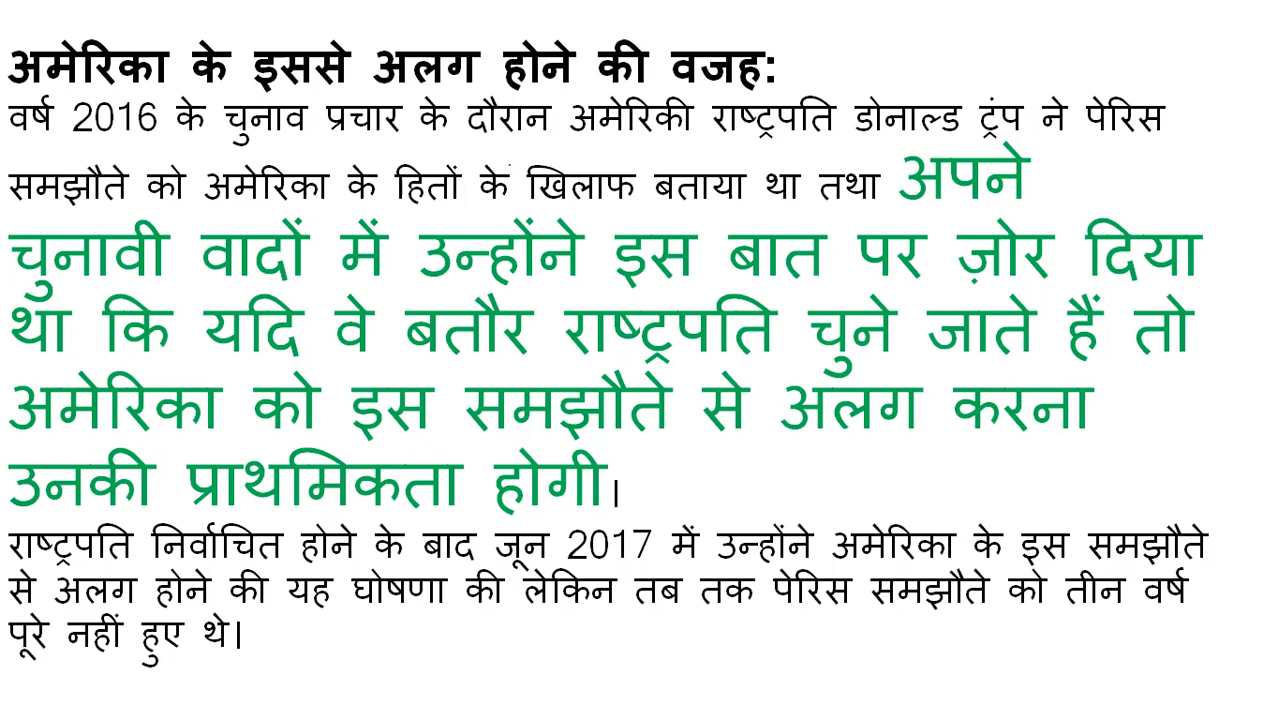 अमेरिका के इससे अलग होने की वजह:
वर्ष 2016 के चुनाव प्रचार के दौरान अमेरिकी राष्ट्रपति डोनाल्ड ट्रंप ने पेरिस
समझौते को अमेरिका के हितों के खिलाफ बताया था तथा अपने
चुनावी वादों में उन्होंने इस बात पर ज़ोर दिया
था कि यदि वे बतौर राष्ट्रपति चुने जाते हैं तो
अमेरिका को इस समझौते से अलग करना
उनकी प्राथमिकता होगी।
राष्ट्रपति निर्वाचित होने के बाद जून 2017 में उन्होंने अमेरिका के इस समझौते
से अलग होने की यह घोषणा की लेकिन तब तक पेरिस समझौते को तीन वर्ष
पूरे नहीं हुए थे।